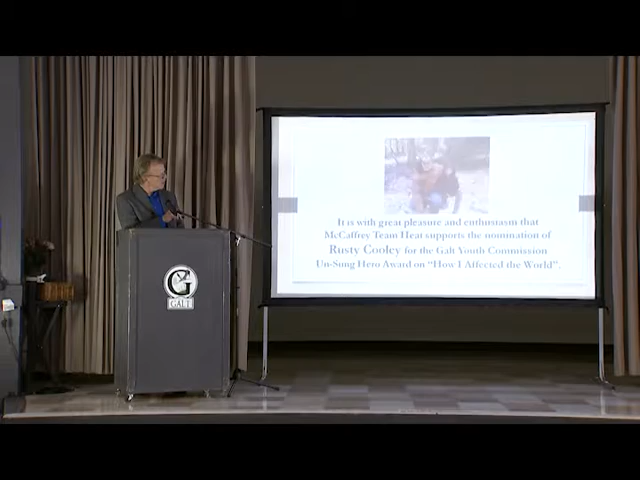 It is with great pleasure and enthusiasm that
McCaffrey Team Heat supports the nomination of
Rusty Cooley for the Galt Youth Commission
Un-Sung Hero Award on “How I Affected the World”.
G
GALT